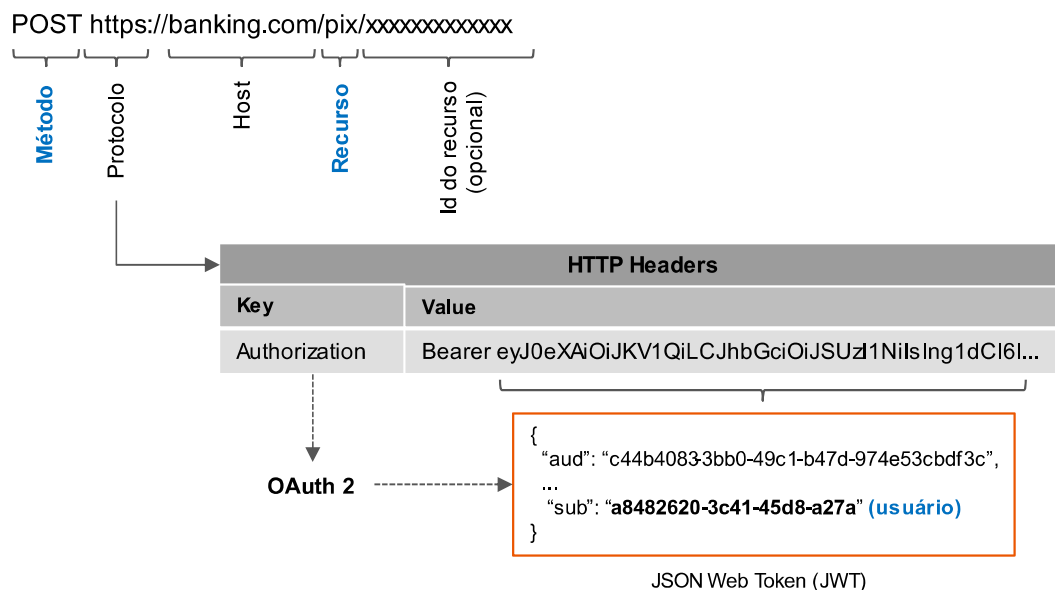 POST https://banking.com/pix/xxxxxxxxxxxxx
Método
Protocolo
Host
Recurso
Id do recurso
(opcional)
HTTP Headers
Key Value
Authorization Bearer eyJ0eXAiOiJKV1QiLCJhbGciOiJSUzI1NiIsIng1dCI6I...
OAuth 2
{
“aud”: “c44b4083-3bb0-49c1-b47d-974e53cbdf3c”,
...
“sub”: “a8482620-3c41-45d8-a27a” (usuário)
}
JSON Web Token (JWT)